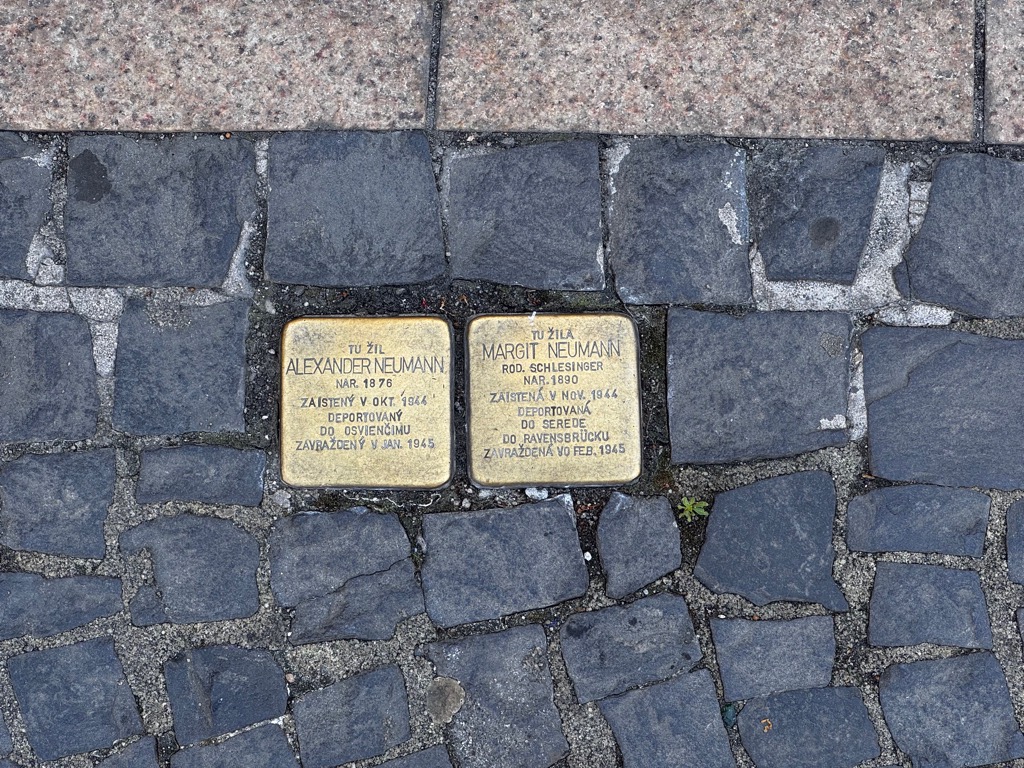 TU ŽIL
ALEXANDER NEUMANN
NAR. 1876
ZAISTENÝ V OKT. 1944
DEPORTOVANÝ
DO OSVIENČIMU
ZAVRAŽDENÝ V JAN. 1945
TU ŽILA
MARGIT NEUMANN
ROD. SCHLESINGER
NAR. 1890
ZAISTENÁ V NOV. 1944
DEPORTOVANÁ
DO SEREDE
DO RAVENSBRÜCKU
ZAVRAŽDENÁ VO FEB. 1945